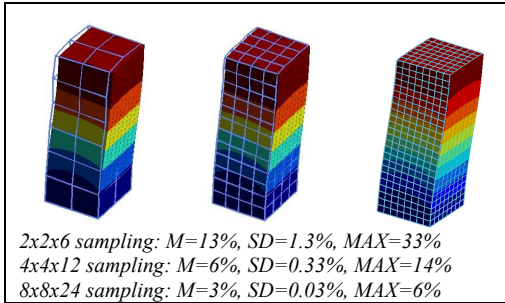 2x2x6 sampling: M=13%, SD=1.3%, MAX=33%
4x4x12 sampling: M=6%, SD=0.33%, MAX=14%
8x8x24 sampling: M=3%, SD=0.03%, MAX=6%